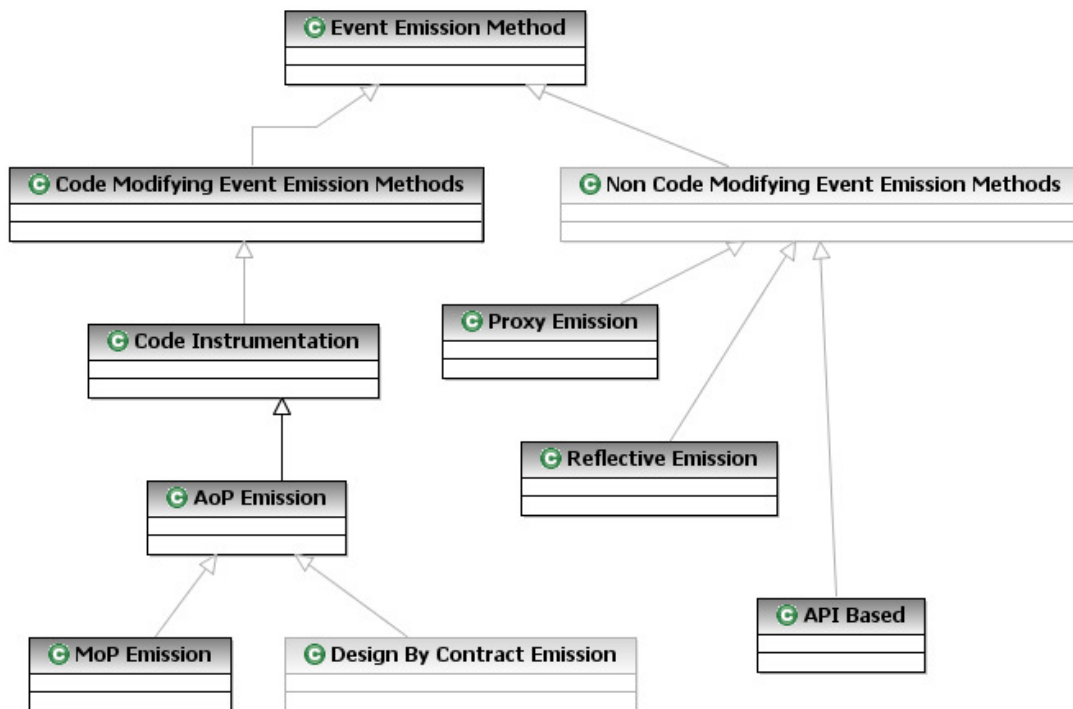 Event Emission Method
Code Modifying Event Emission Methods
Non Code Modifying Event Emission Methods
Proxy Emission
Code Instrumentation
Reflective Emission
AoP Emission
API Based
MoP Emission
Design By Contract Emission